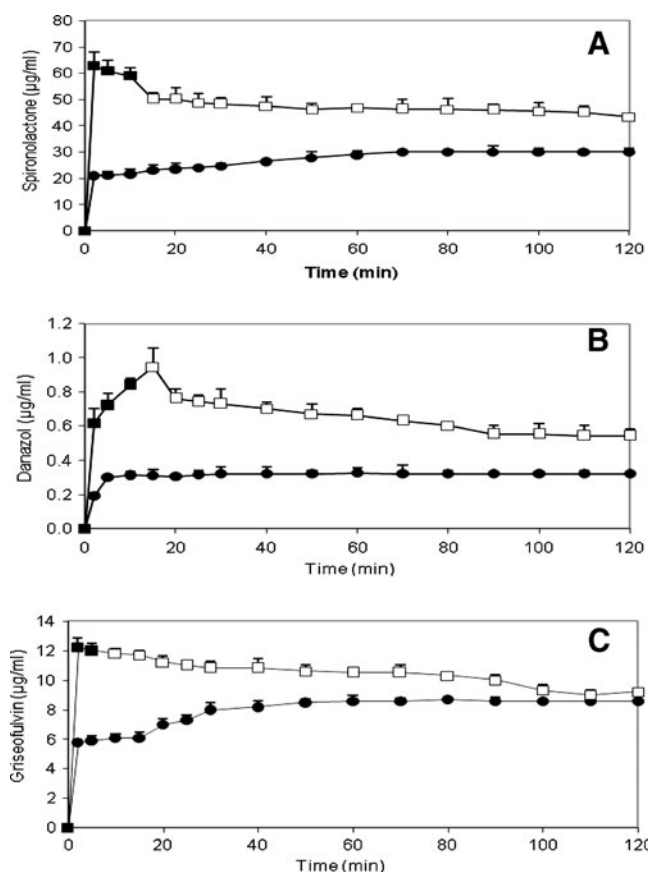 A
Spironolactone (µg/ml)
80
70
60
50
40
30
20
10
0
0 20 40 60 80 100 120
Time (min)
B
Danazol (µg/ml)
1.2
1.0
0.8
0.6
0.4
0.2
0.0
0 20 40 60 80 100 120
Time (min)
C
Griseofulvin (µg/ml)
14
12
10
8
6
4
2
0
0 20 40 60 80 100 120
Time (min)